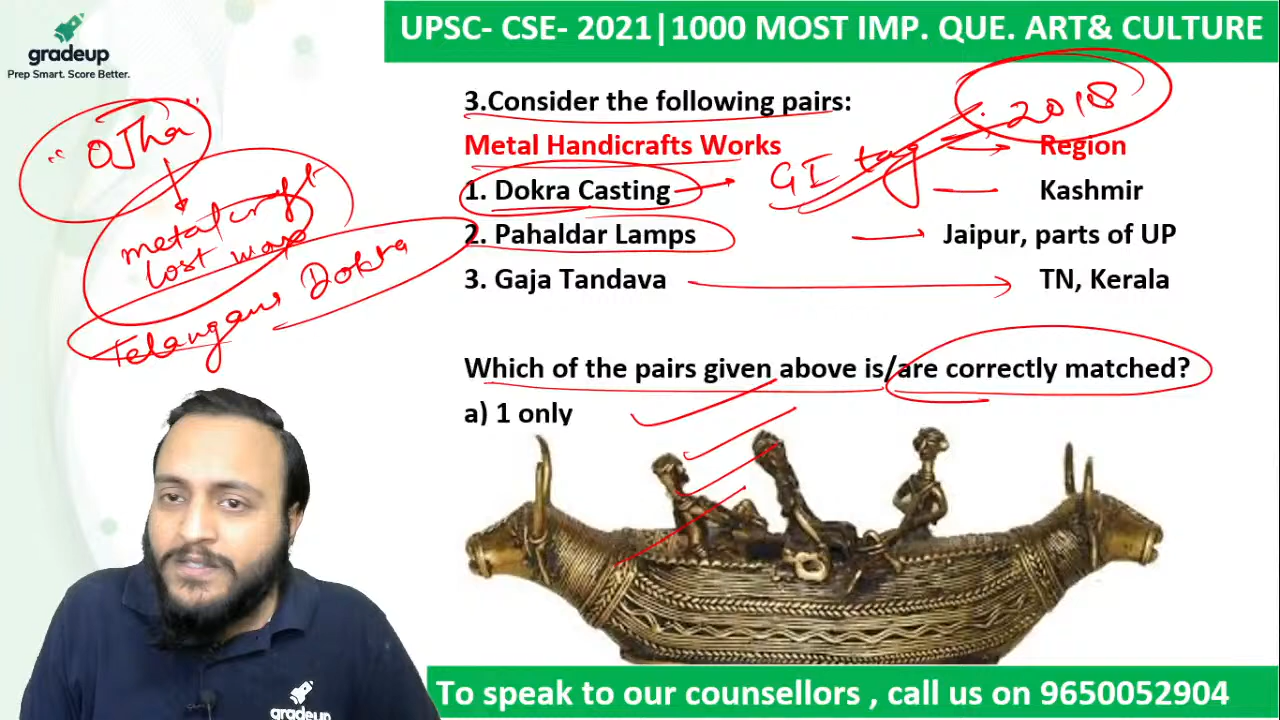 gradeup
Prep Smart. Score Better.
UPSC- CSE- 2021|1000 MOST IMP. QUE. ART& CULTURE
"OJha"
metal craft
lost wax
Telangana Dokra
3.Consider the following pairs:
2018
Metal Handicrafts Works
GI tag
Region
1. Dokra Casting
Kashmir
2. Pahaldar Lamps
Jaipur, parts of UP
3. Gaja Tandava
TN, Kerala
Which of the pairs given above is/are correctly matched?
a) 1 only
gradeup
To speak to our counsellors , call us on 9650052904